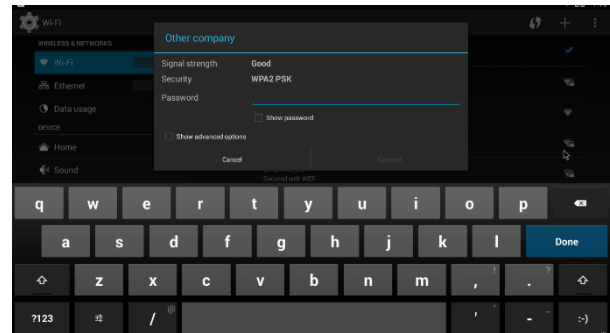 Wi-Fi
WIRELESS & NETWORKS
Wi-Fi
Ethernet
Data usage
DEVICE
Home
Sound
Other company
Signal strength Good
Security WPA2 PSK
Password
Show password
Show advanced options
Cancel Connect
Secured with WEP
q w e r t y u i o p
a s d f g h j k l Done
z x c v b n m , ! . ?
?123 / @ ' " - _ :-)